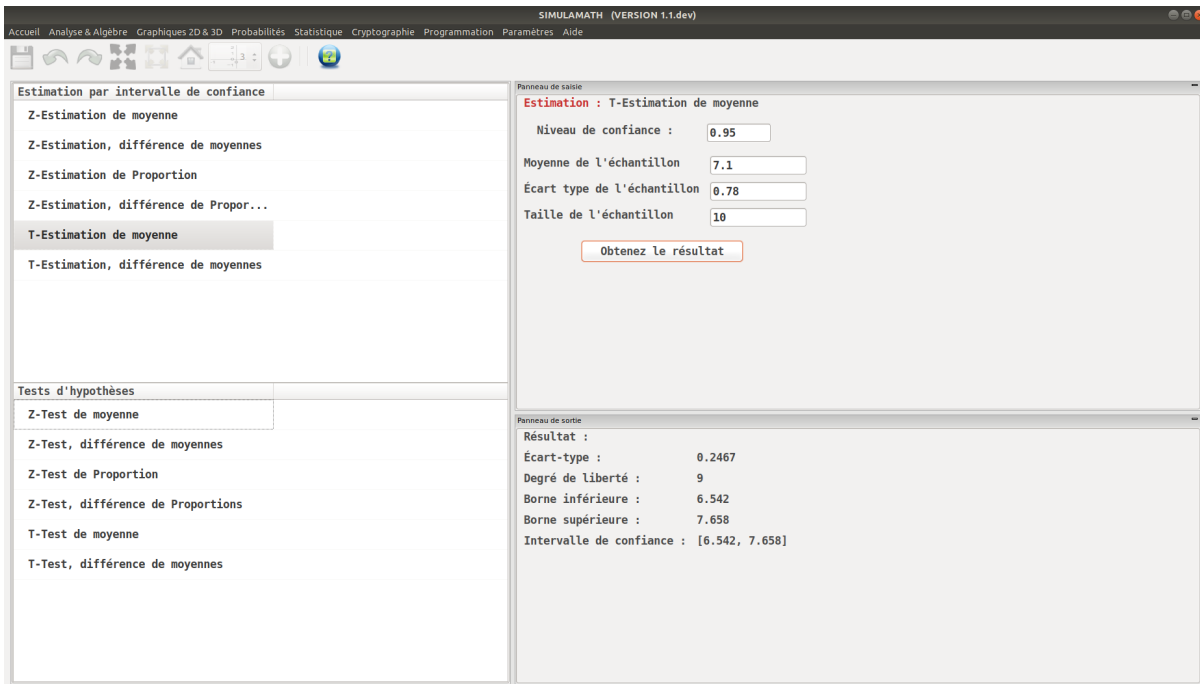 SIMULAMATH (VERSION 1.1.dev)
Accueil Analyse & Algèbre Graphiques 2D & 3D Probabilités Statistique Cryptographie Programmation Paramètres Aide
3
Estimation par intervalle de confiance
Z-Estimation de moyenne
Z-Estimation, différence de moyennes
Z-Estimation de Proportion
Z-Estimation, différence de Propor...
T-Estimation de moyenne
T-Estimation, différence de moyennes
Tests d'hypothèses
Z-Test de moyenne
Z-Test, différence de moyennes
Z-Test de Proportion
Z-Test, différence de Proportions
T-Test de moyenne
T-Test, différence de moyennes
Panneau de saisie
Estimation : T-Estimation de moyenne
Niveau de confiance : 0.95
Moyenne de l'échantillon 7.1
Écart type de l'échantillon 0.78
Taille de l'échantillon 10
Obtenez le résultat
Panneau de sortie
Résultat :
Écart-type : 0.2467
Degré de liberté : 9
Borne inférieure : 6.542
Borne supérieure : 7.658
Intervalle de confiance : [6.542, 7.658]